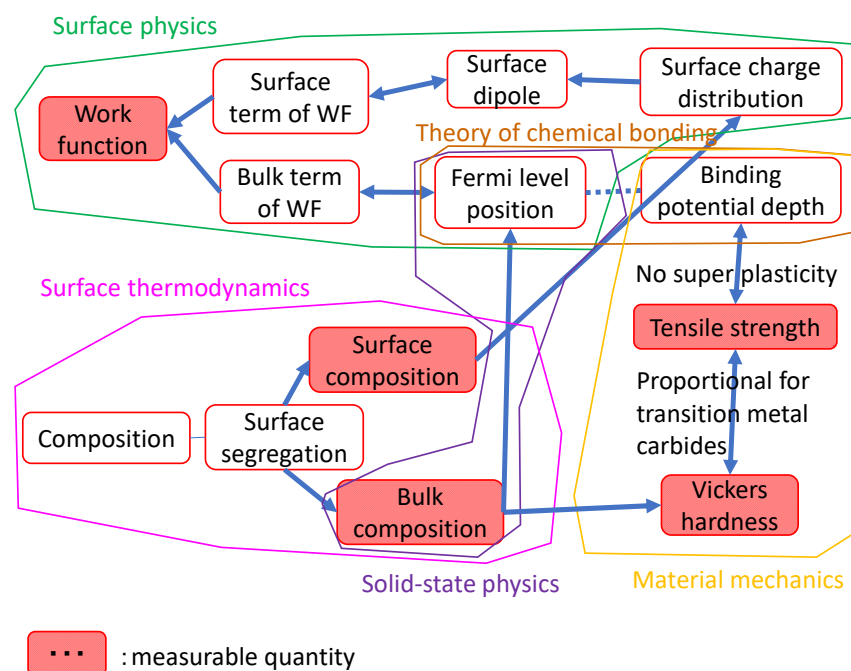 Surface physics
Surface
term of WF
Surface
dipole
Surface charge
distribution
Work
function
Theory of chemical bonding
Bulk term
of WF
Fermi level
position
Binding
potential depth
No super plasticity
Surface thermodynamics
Tensile strength
Surface
composition
Proportional for
transition metal
carbides
Composition
Surface
segregation
Bulk
composition
Vickers
hardness
Solid-state physics
Material mechanics
... : measurable quantity